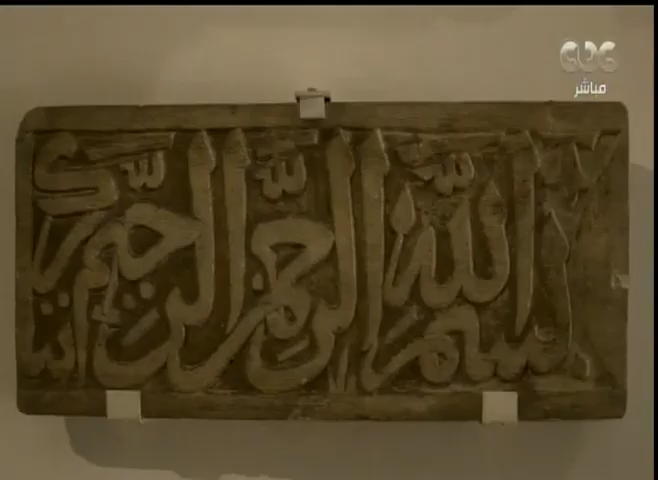 cbc
مباشر
بسم الله الرحمن الرحيم